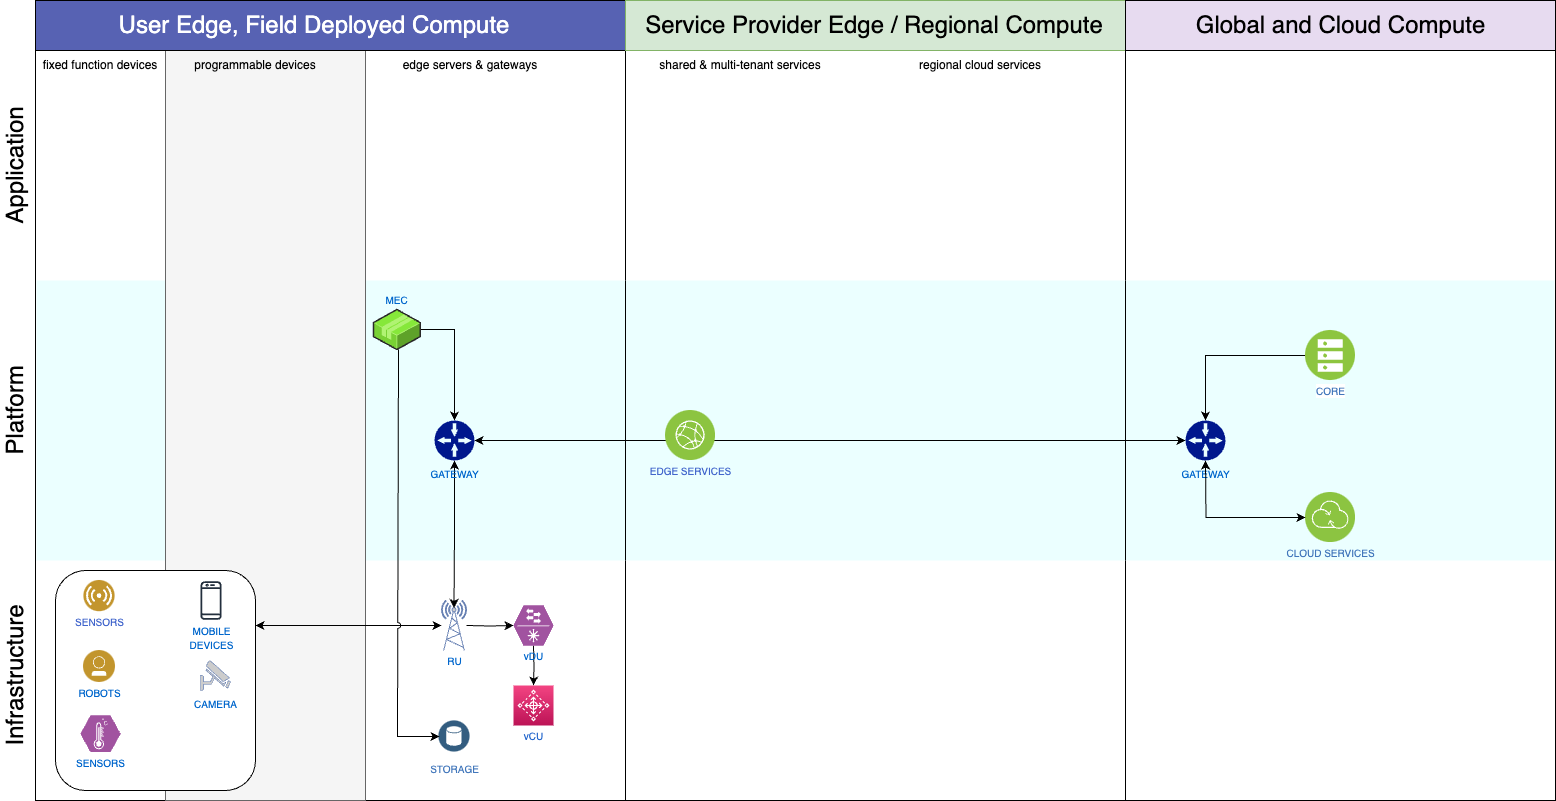 User Edge, Field Deployed Compute
Service Provider Edge / Regional Compute
Global and Cloud Compute
fixed function devices
programmable devices
edge servers & gateways
shared & multi-tenant services
regional cloud services
Application
Platform
Infrastructure
MEC
GATEWAY
EDGE SERVICES
CORE
GATEWAY
CLOUD SERVICES
SENSORS
MOBILE
DEVICES
ROBOTS
CAMERA
SENSORS
°C
RU
vDU
vCU
STORAGE